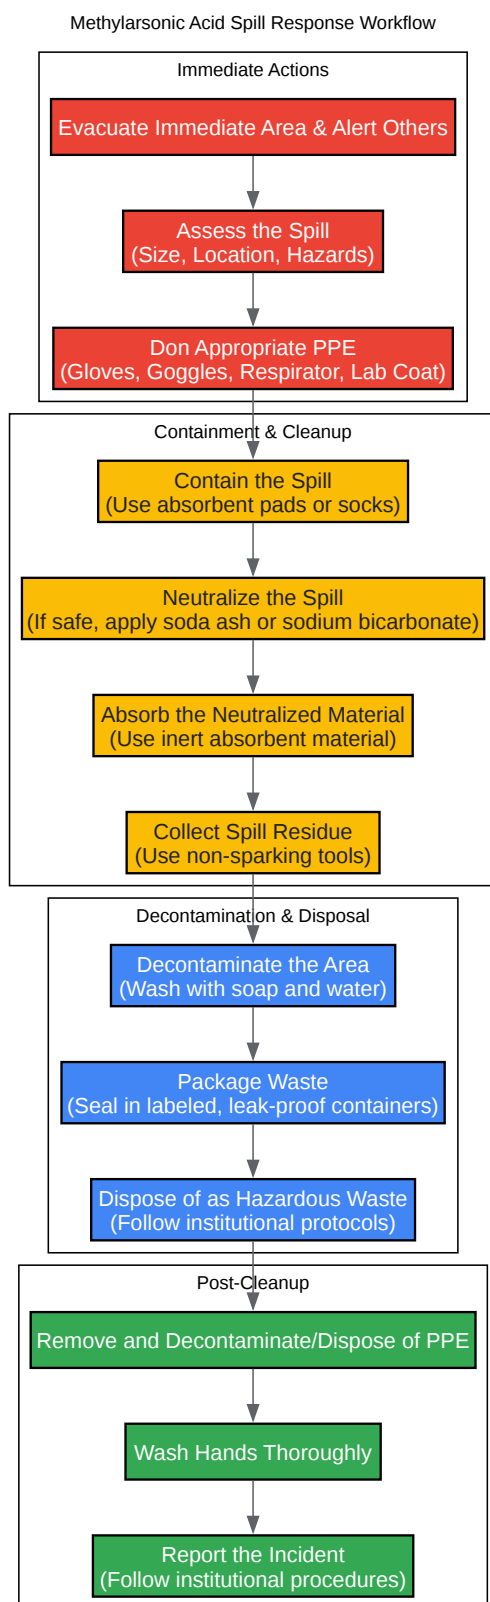 Methylarsonic Acid Spill Response Workflow
Immediate Actions
Evacuate Immediate Area & Alert Others
Assess the Spill
(Size, Location, Hazards)
Don Appropriate PPE
(Gloves, Goggles, Respirator, Lab Coat)
Containment & Cleanup
Contain the Spill
(Use absorbent pads or socks)
Neutralize the Spill
(If safe, apply soda ash or sodium bicarbonate)
Absorb the Neutralized Material
(Use inert absorbent material)
Collect Spill Residue
(Use non-sparking tools)
Decontamination & Disposal
Decontaminate the Area
(Wash with soap and water)
Package Waste
(Seal in labeled, leak-proof containers)
Dispose of as Hazardous Waste
(Follow institutional protocols)
Post-Cleanup
Remove and Decontaminate/Dispose of PPE
Wash Hands Thoroughly
Report the Incident
(Follow institutional procedures)